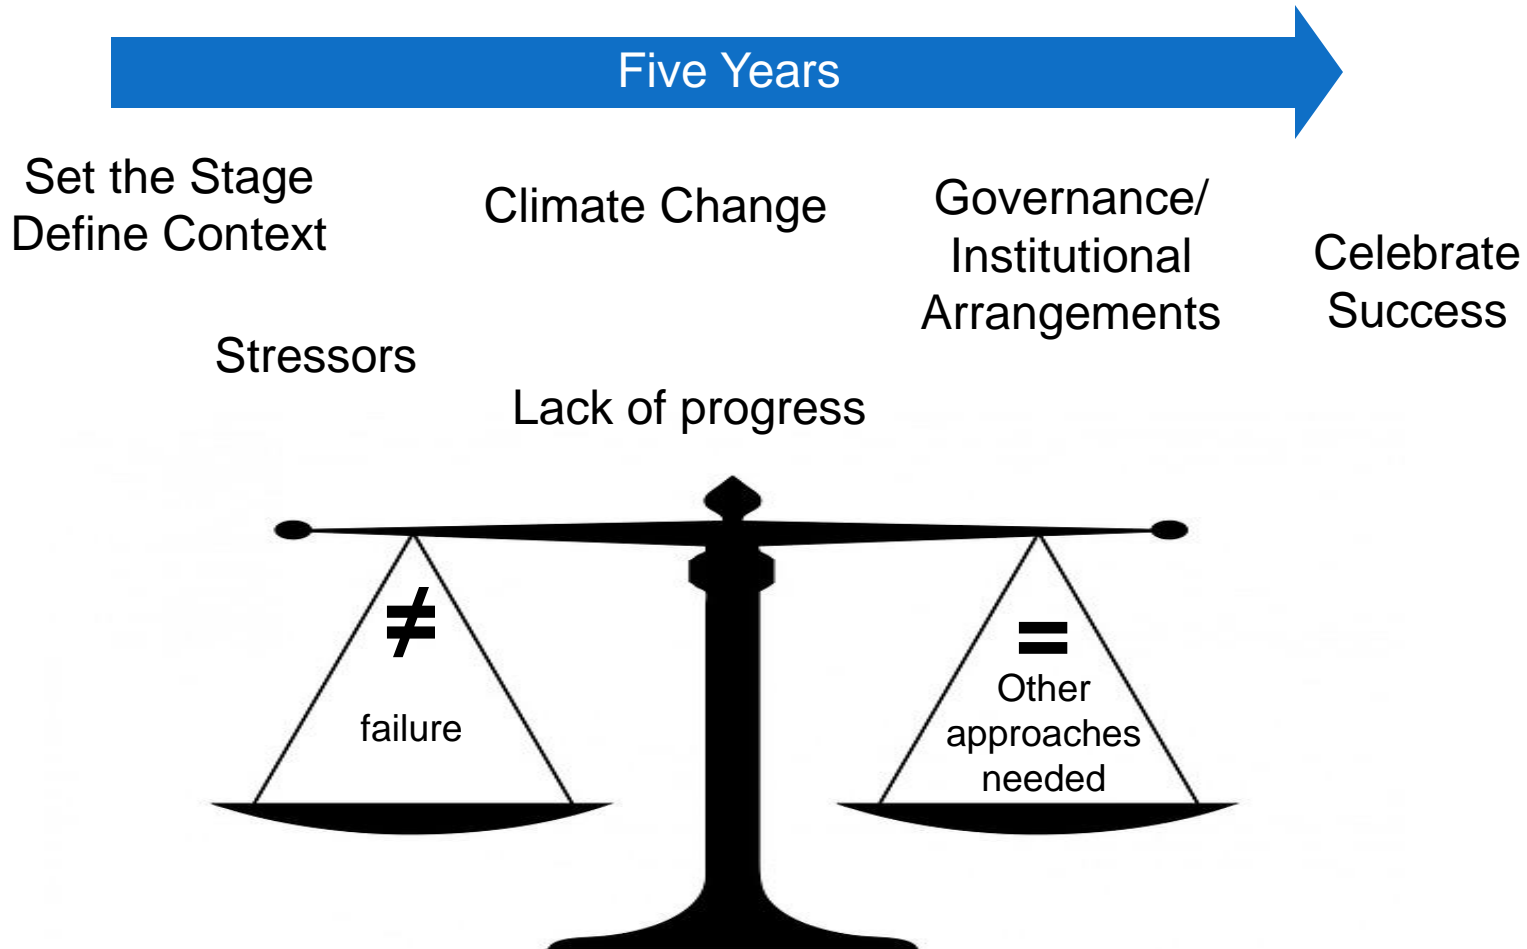 Five Years
Set the Stage
Define Context
Climate Change
Governance/
Institutional
Arrangements
Celebrate
Success
Stressors
Lack of progress
≠
failure
=
Other
approaches
needed